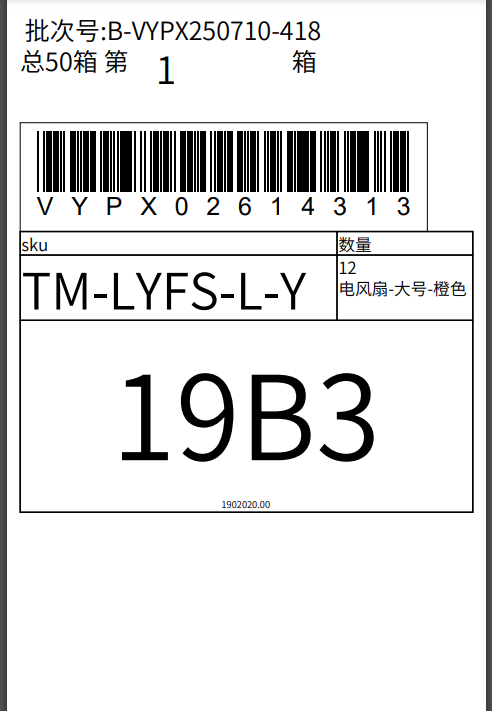 批次号:B-VYPX250710-418
总50箱 第 1 箱
VYPX02614313
sku 数量
TM-LYFS-L-Y 12
电风扇-大号-橙色
19B3
1902020.00